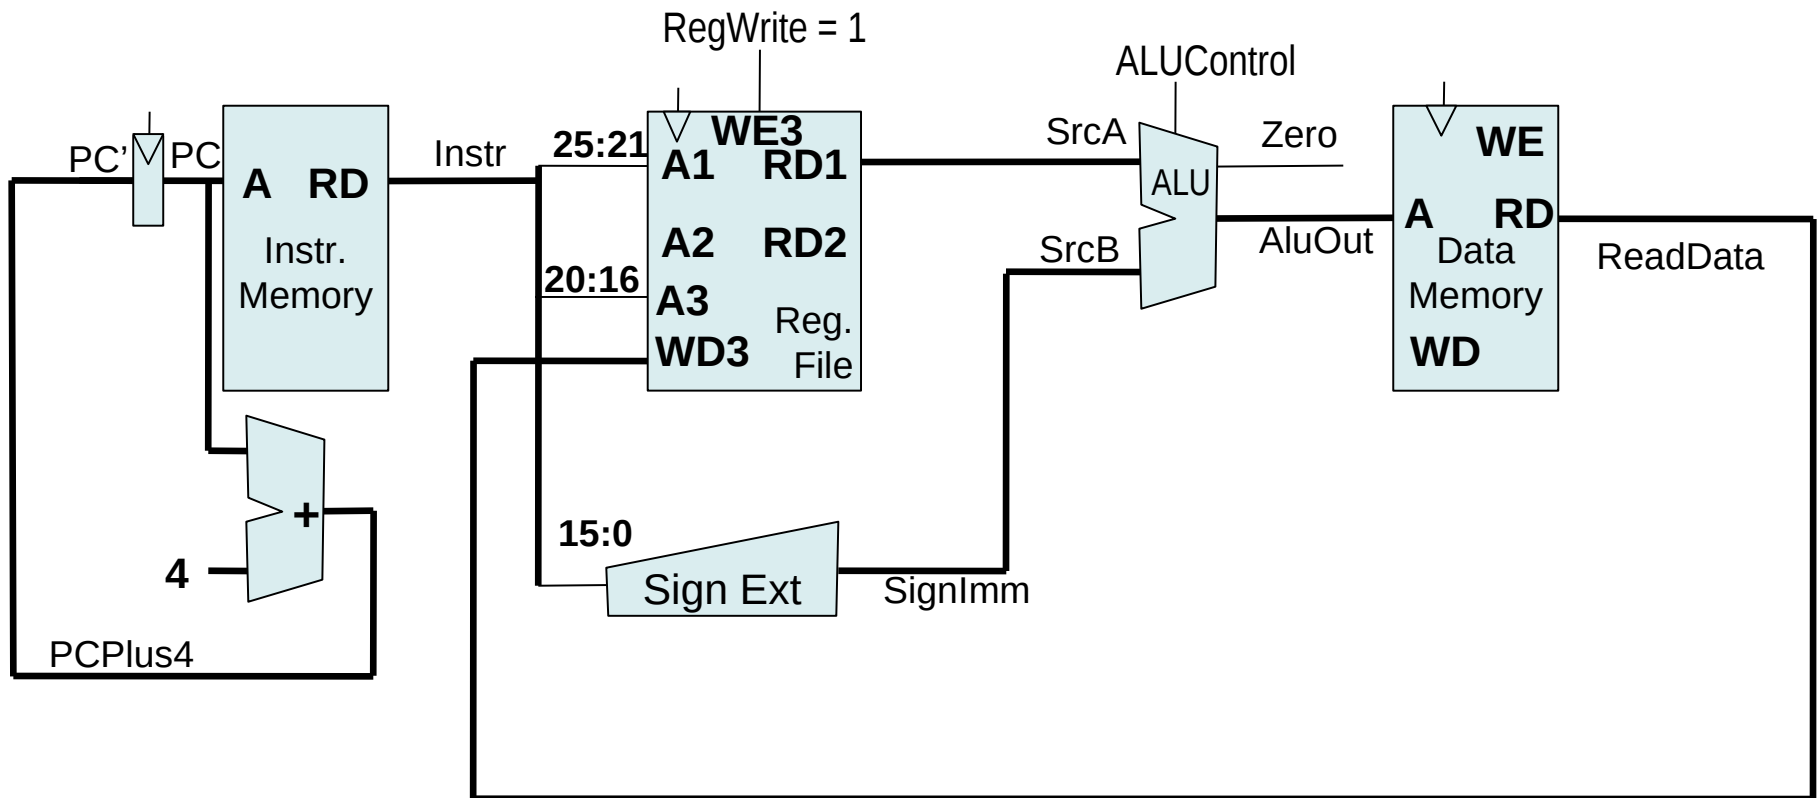 RegWrite = 1
ALUControl
PC’
PC
A RD
Instr.
Memory
Instr
25:21
WE3
A1 RD1
A2 RD2
20:16
A3
Reg.
WD3
File
SrcA
ALU
Zero
SrcB
AluOut
WE
A RD
Data
Memory
WD
ReadData
+
4
PCPlus4
15:0
Sign Ext
SignImm